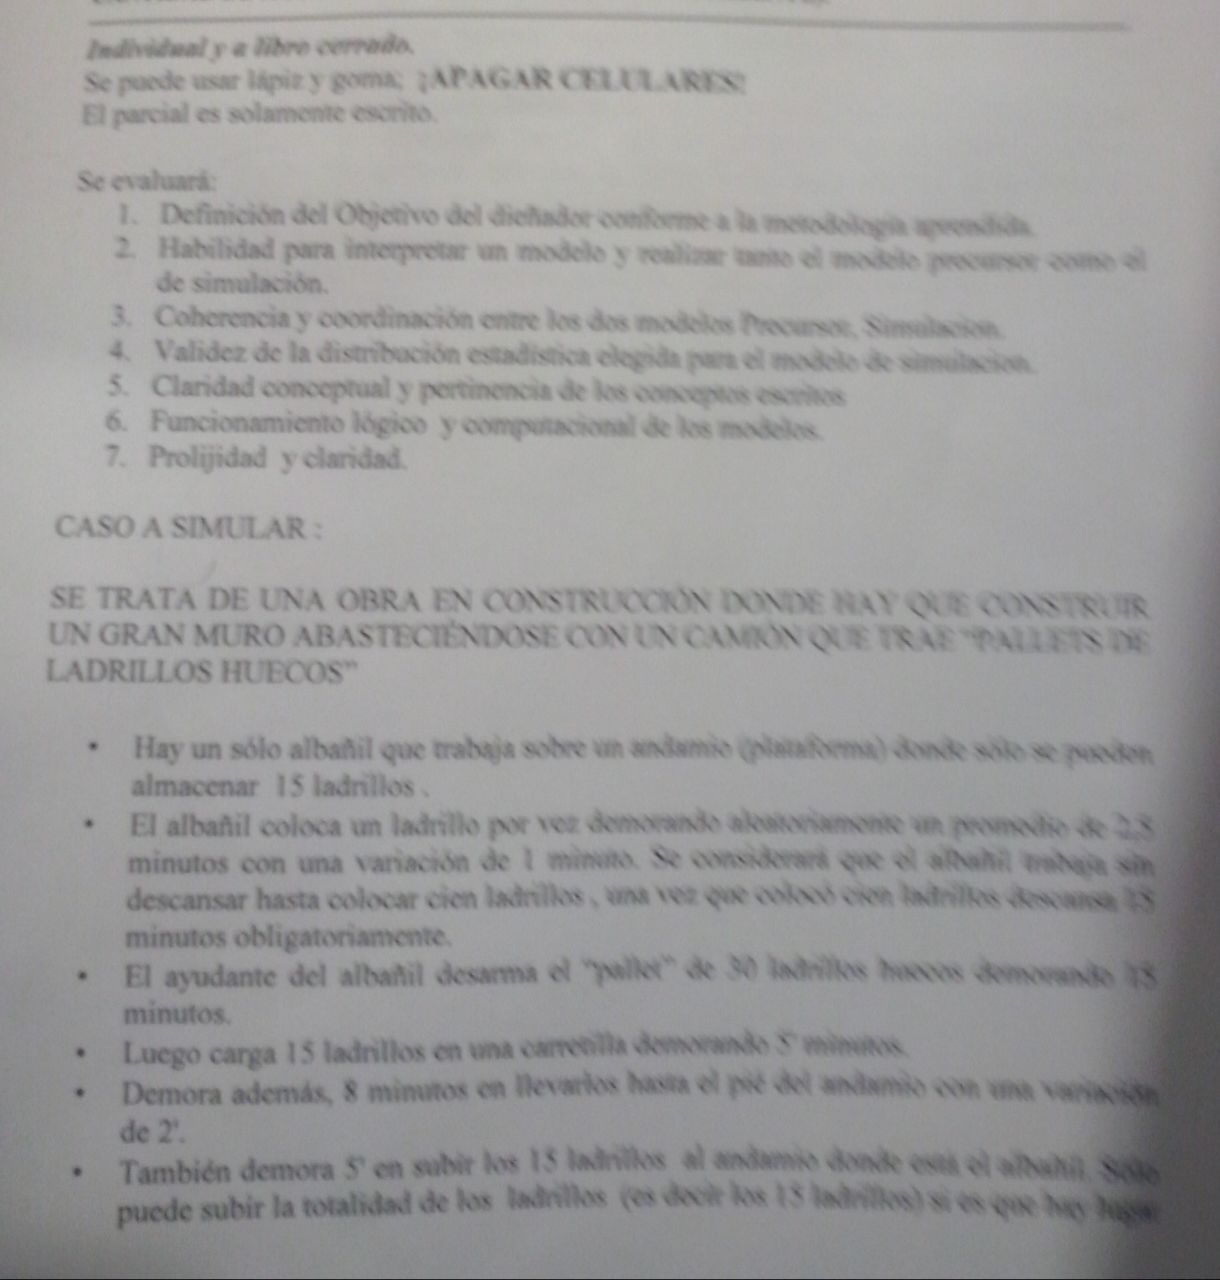 Individual y a libro cerrado.
Se puede usar lápiz y goma; ¡APAGAR CELULARES!
El parcial es solamente escrito.
Se evaluará:
1. Definición del Objetivo del dieñador conforme a la metodología aprendida.
2. Habilidad para interpretar un modelo y realizar tanto el modelo precursor como el
de simulación.
3. Coherencia y coordinación entre los dos modelos Precursor, Simulacion.
4. Validez de la distribución estadística elegida para el modelo de simulacion.
5. Claridad conceptual y pertinencia de los conceptos escritos
6. Funcionamiento lógico y computacional de los modelos.
7. Prolijidad y claridad.
CASO A SIMULAR :
SE TRATA DE UNA OBRA EN CONSTRUCCIÓN DONDE HAY QUE CONSTRUIR
UN GRAN MURO ABASTECIÉNDOSE CON UN CAMIÓN QUE TRAE "PALLETS DE
LADRILLOS HUECOS"
• Hay un sólo albañil que trabaja sobre un andamio (plataforma) donde sólo se pueden
almacenar 15 ladrillos .
• El albañil coloca un ladrillo por vez demorando aleatoriamente un promedio de 2,5
minutos con una variación de 1 minuto. Se considerará que el albañil trabaja sin
descansar hasta colocar cien ladrillos , una vez que colocó cien ladrillos descansa 15
minutos obligatoriamente.
• El ayudante del albañil desarma el "pallet" de 30 ladrillos huecos demorando 15
minutos.
• Luego carga 15 ladrillos en una carretilla demorando 5' minutos.
• Demora además, 8 minutos en llevarlos hasta el pié del andamio con una variación
de 2'.
• También demora 5' en subir los 15 ladrillos al andamio donde está el albañil. Sólo
puede subir la totalidad de los ladrillos (es decir los 15 ladrillos) si es que hay lugar